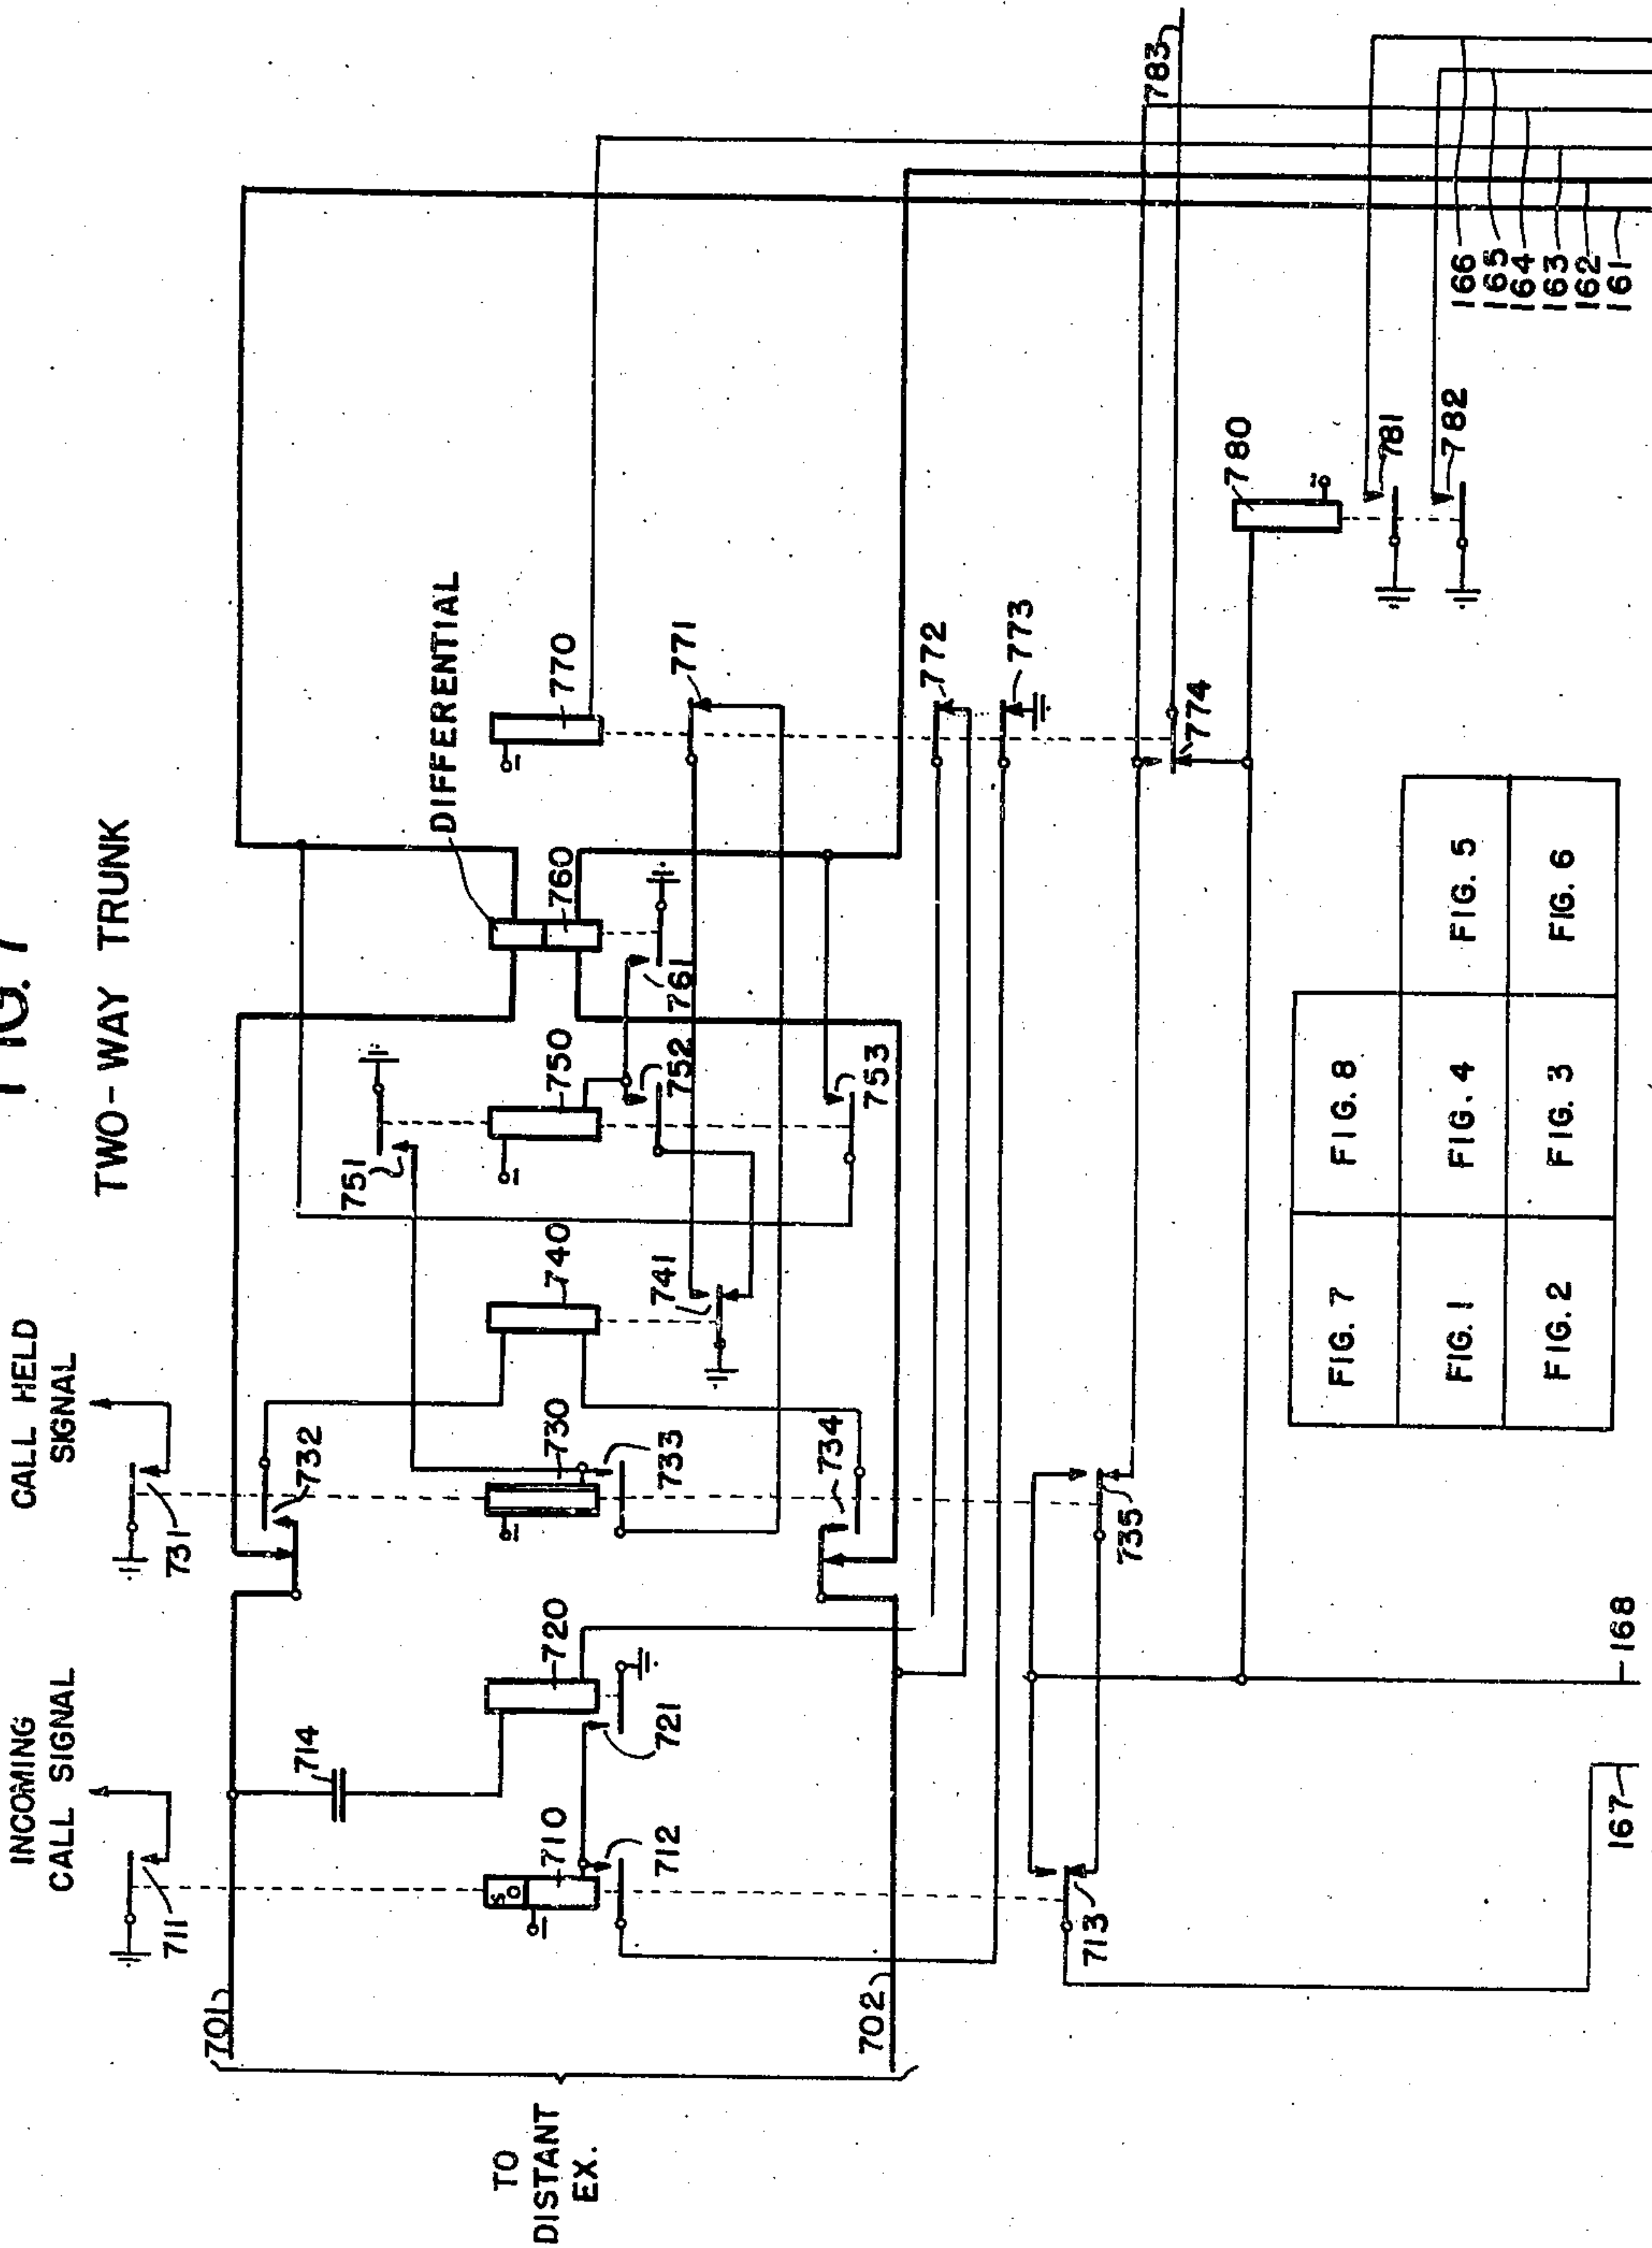 FIG. 7
TWO-WAY TRUNK
INCOMING
CALL SIGNAL
CALL HELD
SIGNAL
711
731
701
714
732
751
DIFFERENTIAL
710
720
730
740
750
760
770
712
721
733
741
752
761
771
734
753
702
772
773
TO
DISTANT
EX.
713
735
774
783
780
781
782
167
168
166
165
164
163
162
161
FIG. 7
FIG. 8
FIG. 1
FIG. 4
FIG. 5
FIG. 2
FIG. 3
FIG. 6